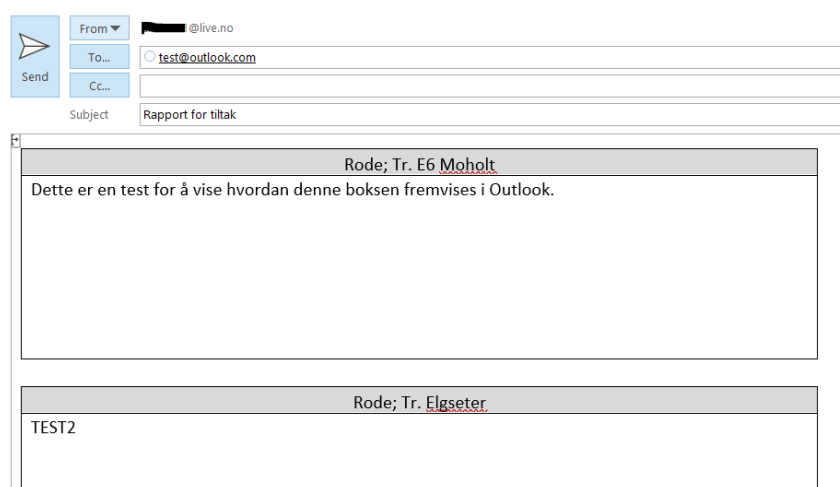 From
@live.no
Send
To...
test@outlook.com
Cc...
Subject
Rapport for tiltak
Rode; Tr. E6 Moholt
Dette er en test for å vise hvordan denne boksen fremvises i Outlook.
Rode; Tr. Elgseter
TEST2